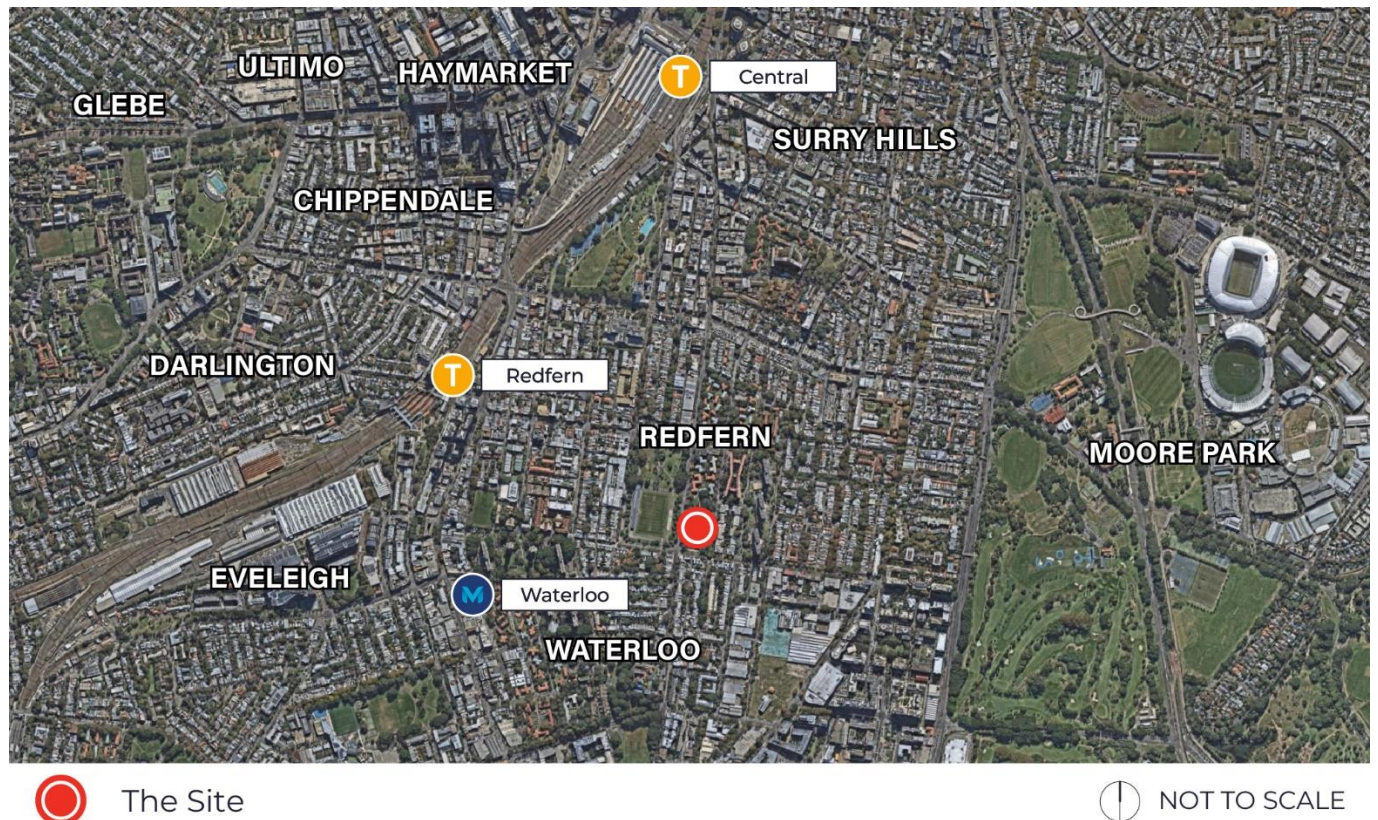 ULTIMO
HAYMARKET
T Central
GLEBE
SURRY HILLS
CHIPPENDALE
DARLINGTON
T Redfern
REDFERN
MOORE PARK
EVELEIGH
M Waterloo
WATERLOO
The Site
NOT TO SCALE